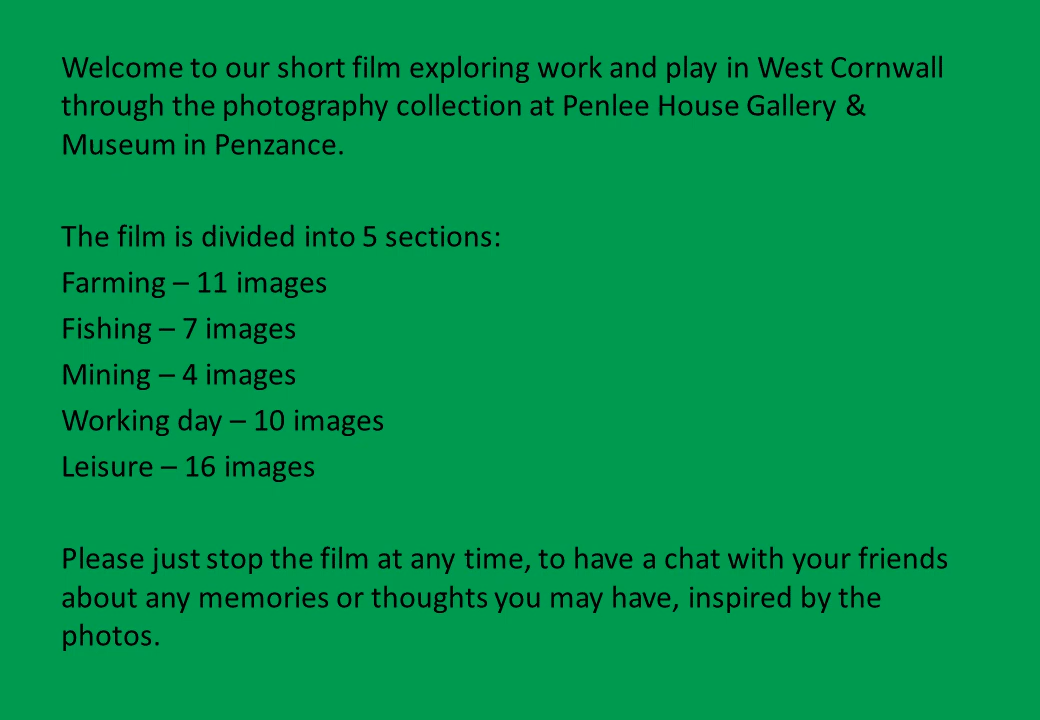 Welcome to our short film exploring work and play in West Cornwall
through the photography collection at Penlee House Gallery &
Museum in Penzance.
The film is divided into 5 sections:
Farming – 11 images
Fishing – 7 images
Mining – 4 images
Working day – 10 images
Leisure – 16 images
Please just stop the film at any time, to have a chat with your friends
about any memories or thoughts you may have, inspired by the
photos.